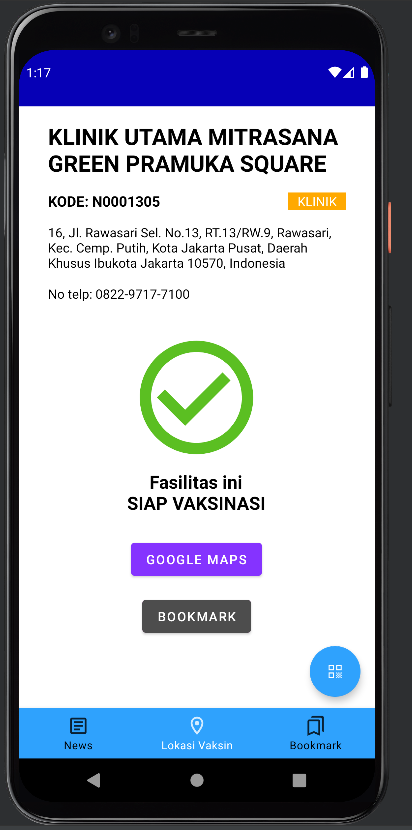 1:17
KLINIK UTAMA MITRASANA
GREEN PRAMUKA SQUARE
KODE: N0001305
KLINIK
16, Jl. Rawasari Sel. No.13, RT.13/RW.9, Rawasari,
Kec. Cemp. Putih, Kota Jakarta Pusat, Daerah
Khusus Ibukota Jakarta 10570, Indonesia
No telp: 0822-9717-7100
Fasilitas ini
SIAP VAKSINASI
GOOGLE MAPS
BOOKMARK
News
Lokasi Vaksin
Bookmark